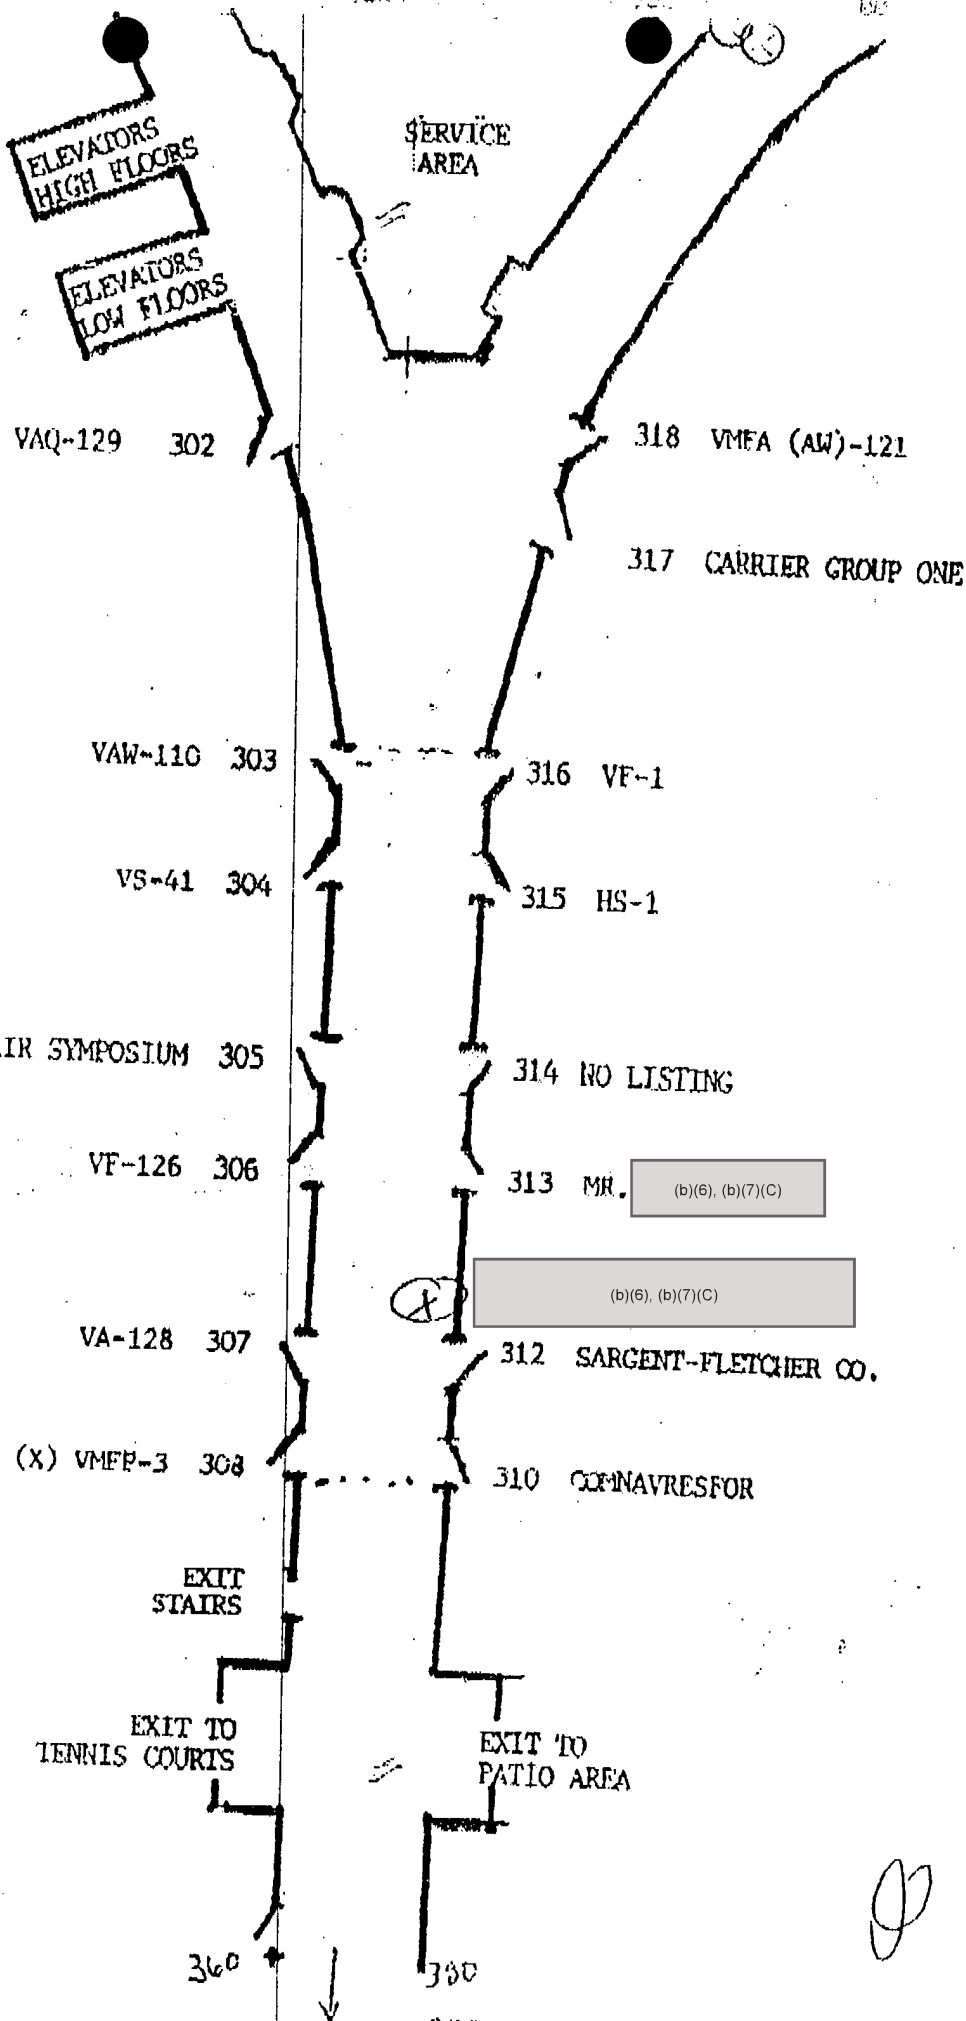 SERVICE
AREA
ELEVATORS
HIGH FLOORS
ELEVATORS
LOW FLOORS
VAQ-129 302
318 VMFA (AW)-121
317 CARRIER GROUP ONE
VAW-110 303
316 VF-1
VS-41 304
315 HS-1
IR SYMPOSIUM 305
314 NO LISTING
VF-126 306
313 MR. (b)(6), (b)(7)(C)
X (b)(6), (b)(7)(C)
VA-128 307
312 SARGENT-FLETCHER CO.
(X) VMFP-3 308
310 COMNAVRESFOR
EXIT
STAIRS
EXIT TO
TENNIS COURTS
EXIT TO
PATIO AREA
360